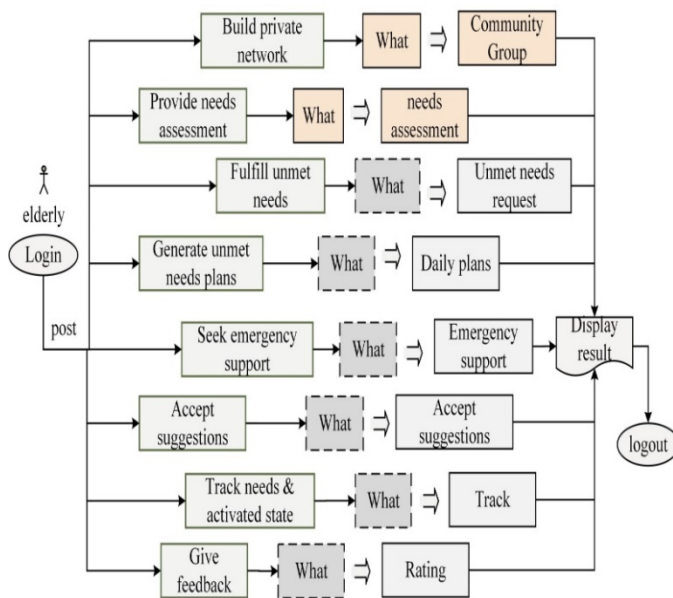 Build private
network
What
Community
Group
Provide needs
assessment
What
needs
assessment
Fulfill unmet
needs
What
Unmet needs
request
elderly
Login
Generate unmet
needs plans
What
Daily plans
post
Seek emergency
support
What
Emergency
support
Display
result
Accept
suggestions
What
Accept
suggestions
logout
Track needs &
activated state
What
Track
Give
feedback
What
Rating